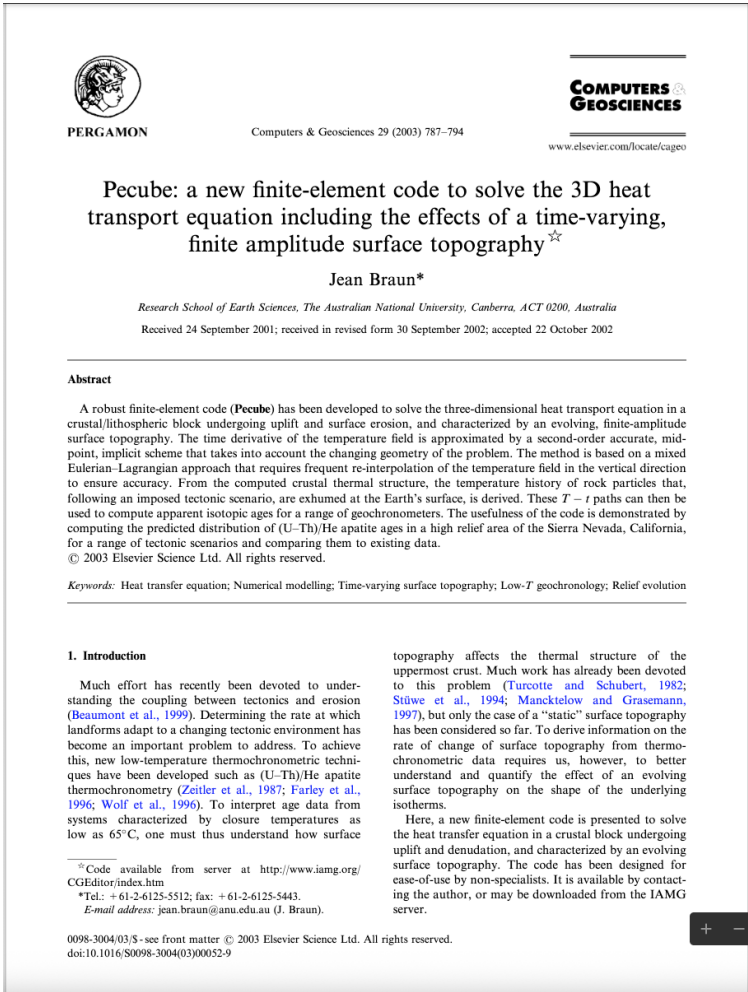 PERGAMON
Computers & Geosciences 29 (2003) 787–794
COMPUTERS &
GEOSCIENCES
www.elsevier.com/locate/cageo
Pecube: a new finite-element code to solve the 3D heat
transport equation including the effects of a time-varying,
finite amplitude surface topography☆
Jean Braun*
Research School of Earth Sciences, The Australian National University, Canberra, ACT 0200, Australia
Received 24 September 2001; received in revised form 30 September 2002; accepted 22 October 2002
Abstract
A robust finite-element code (Pecube) has been developed to solve the three-dimensional heat transport equation in a
crustal/lithospheric block undergoing uplift and surface erosion, and characterized by an evolving, finite-amplitude
surface topography. The time derivative of the temperature field is approximated by a second-order accurate, mid-
point, implicit scheme that takes into account the changing geometry of the problem. The method is based on a mixed
Eulerian–Lagrangian approach that requires frequent re-interpolation of the temperature field in the vertical direction
to ensure accuracy. From the computed crustal thermal structure, the temperature history of rock particles that,
following an imposed tectonic scenario, are exhumed at the Earth's surface, is derived. These T − t paths can then be
used to compute apparent isotopic ages for a range of geochronometers. The usefulness of the code is demonstrated by
computing the predicted distribution of (U–Th)/He apatite ages in a high relief area of the Sierra Nevada, California,
for a range of tectonic scenarios and comparing them to existing data.
© 2003 Elsevier Science Ltd. All rights reserved.
Keywords: Heat transfer equation; Numerical modelling; Time-varying surface topography; Low-T geochronology; Relief evolution
1. Introduction
Much effort has recently been devoted to under-
standing the coupling between tectonics and erosion
(Beaumont et al., 1999). Determining the rate at which
landforms adapt to a changing tectonic environment has
become an important problem to address. To achieve
this, new low-temperature thermochronometric techni-
ques have been developed such as (U–Th)/He apatite
thermochronometry (Zeitler et al., 1987; Farley et al.,
1996; Wolf et al., 1996). To interpret age data from
systems characterized by closure temperatures as
low as 65°C, one must thus understand how surface
☆Code available from server at http://www.iamg.org/
CGEditor/index.htm
*Tel.: +61-2-6125-5512; fax: +61-2-6125-5443.
E-mail address: jean.braun@anu.edu.au (J. Braun).
topography affects the thermal structure of the
uppermost crust. Much work has already been devoted
to this problem (Turcotte and Schubert, 1982;
Stüwe et al., 1994; Mancktelow and Grasemann,
1997), but only the case of a "static" surface topography
has been considered so far. To derive information on the
rate of change of surface topography from thermo-
chronometric data requires us, however, to better
understand and quantify the effect of an evolving
surface topography on the shape of the underlying
isotherms.
Here, a new finite-element code is presented to solve
the heat transfer equation in a crustal block undergoing
uplift and denudation, and characterized by an evolving
surface topography. The code has been designed for
ease-of-use by non-specialists. It is available by contact-
ing the author, or may be downloaded from the IAMG
server.
0098-3004/03/$ - see front matter © 2003 Elsevier Science Ltd. All rights reserved.
doi:10.1016/S0098-3004(03)00052-9